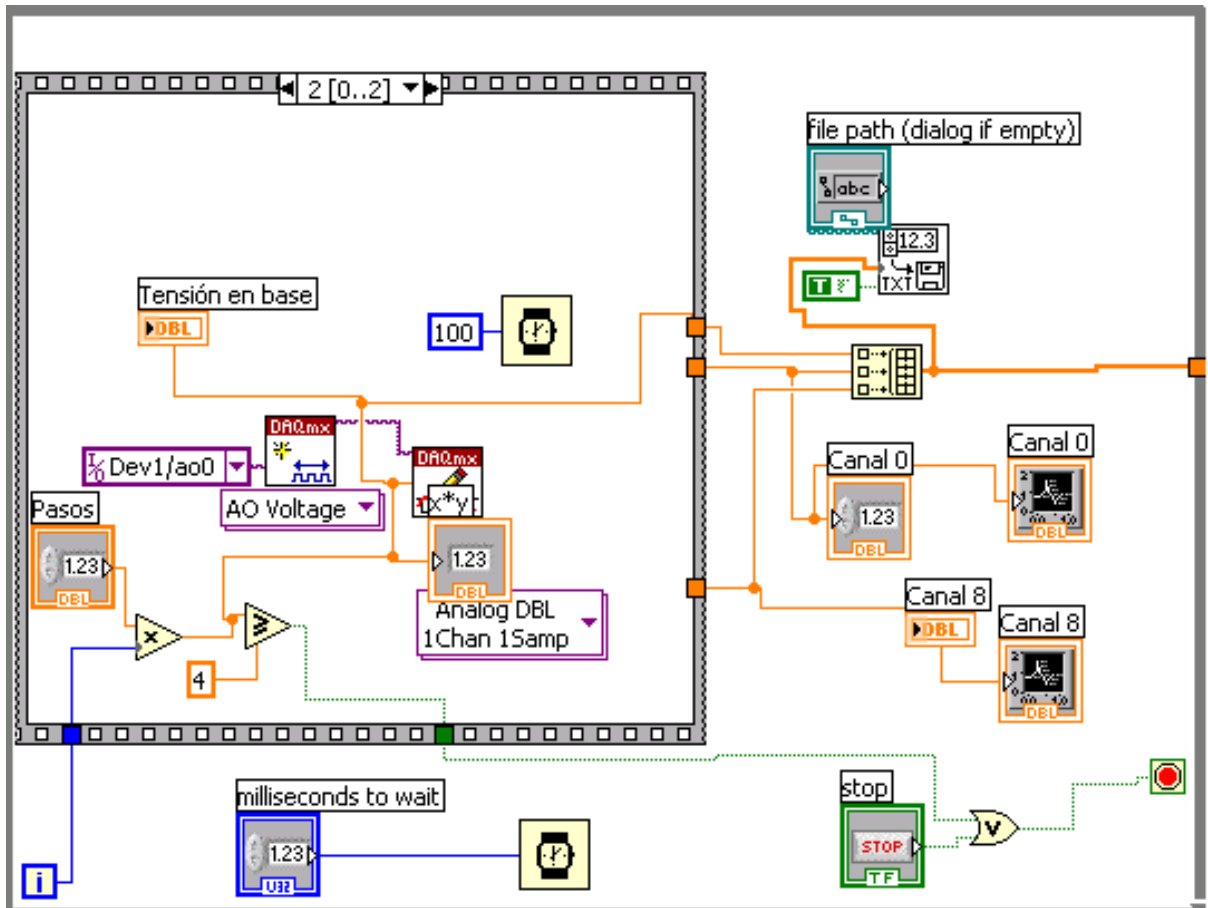 2 [0..2]
file path (dialog if empty)
abc
12.3
TXT
T
Tensión en base
DBL
100
DAQmx
Dev1/ao0
AO Voltage
DAQmx
x*y
1.23
DBL
Analog DBL
1Chan 1Samp
Pasos
1.23
DBL
x
≥
4
Canal 0
1.23
DBL
Canal 0
DBL
Canal 8
DBL
Canal 8
DBL
milliseconds to wait
1.23
U32
i
stop
STOP
TF
V